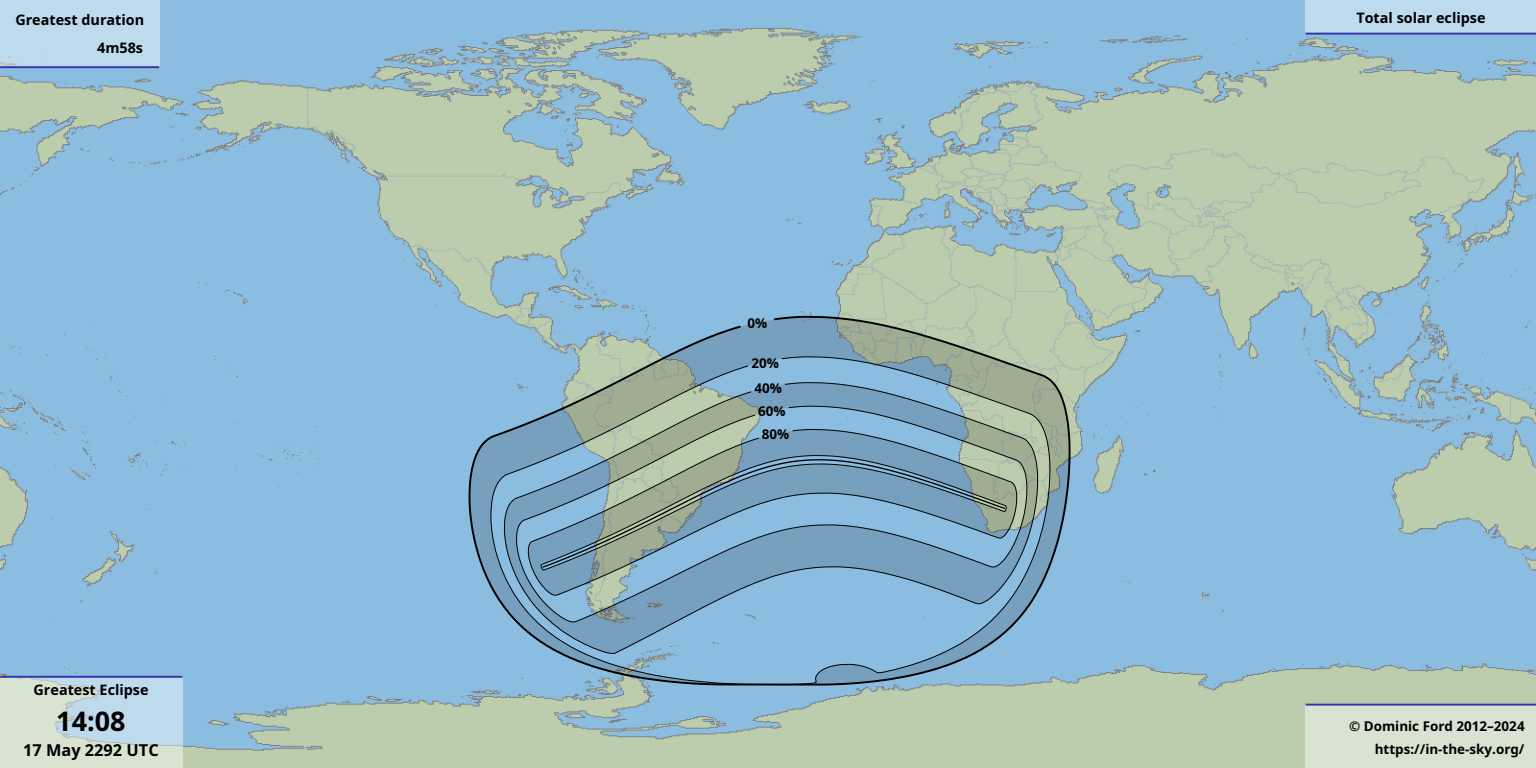 Greatest duration
4m58s
Total solar eclipse
0%
20%
40%
60%
80%
Greatest Eclipse
14:08
17 May 2292 UTC
© Dominic Ford 2012–2024
https://in-the-sky.org/